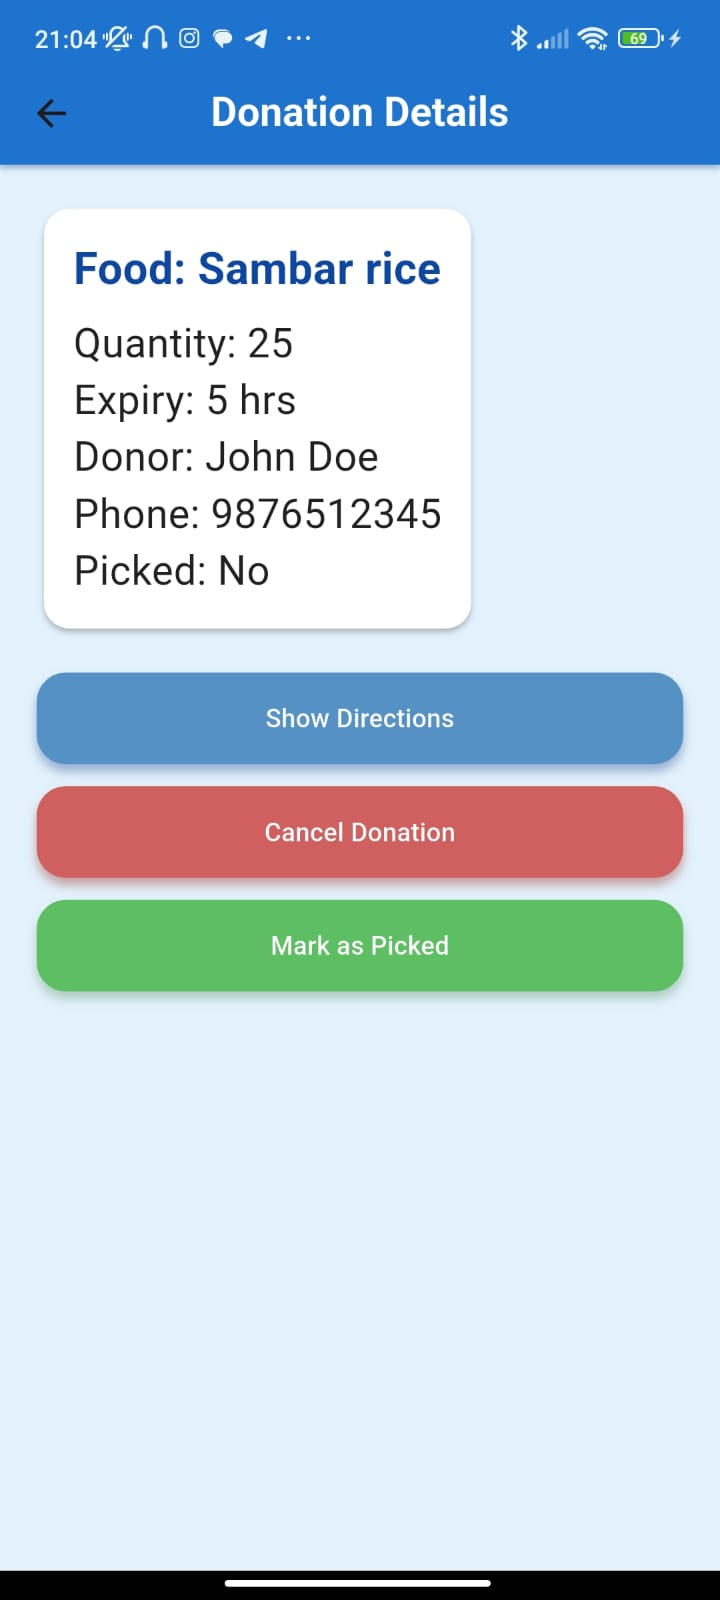 21:04
69
Donation Details
Food: Sambar rice
Quantity: 25
Expiry: 5 hrs
Donor: John Doe
Phone: 9876512345
Picked: No
Show Directions
Cancel Donation
Mark as Picked